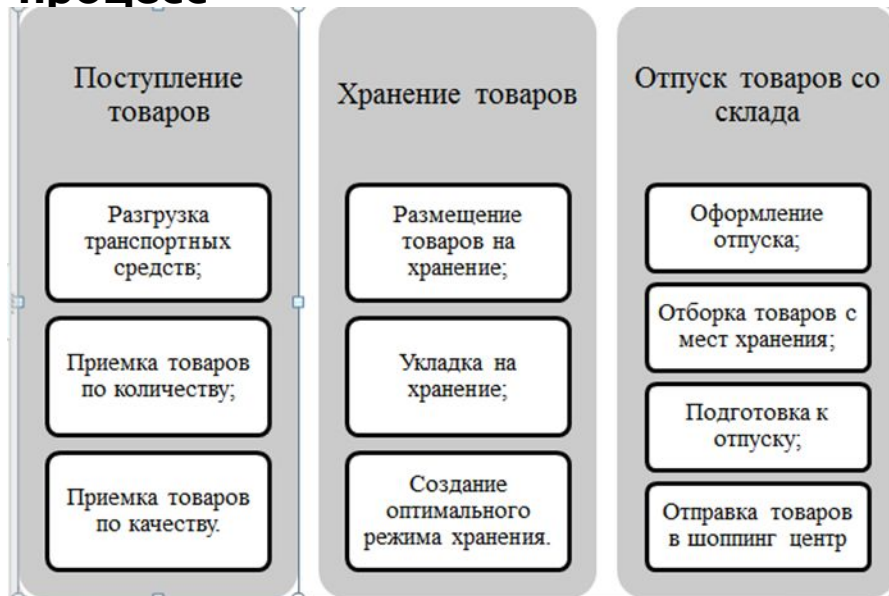 процесс
Поступление
товаров
Разгрузка
транспортных
средств;
Приемка товаров
по количеству;
Приемка товаров
по качеству.
Хранение товаров
Размещение
товаров на
хранение;
Укладка на
хранение;
Создание
оптимального
режима хранения.
Отпуск товаров со
склада
Оформление
отпуска;
Отборка товаров с
мест хранения;
Подготовка к
отпуску;
Отправка товаров
в шоппинг центр